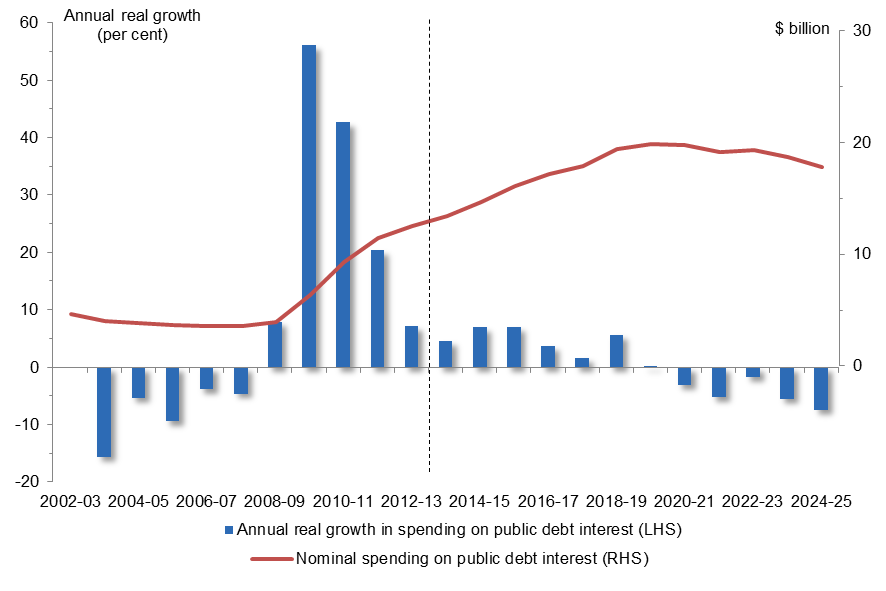 Annual real growth
(per cent)
$ billion
60
50
40
30
20
10
0
-10
-20
30
20
10
0
2002-03 2004-05 2006-07 2008-09 2010-11 2012-13 2014-15 2016-17 2018-19 2020-21 2022-23 2024-25
Annual real growth in spending on public debt interest (LHS)
Nominal spending on public debt interest (RHS)